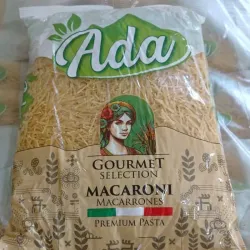 Ada
GOURMET
SELECTION
MACARONI
MACARRONES
PREMIUM PASTA